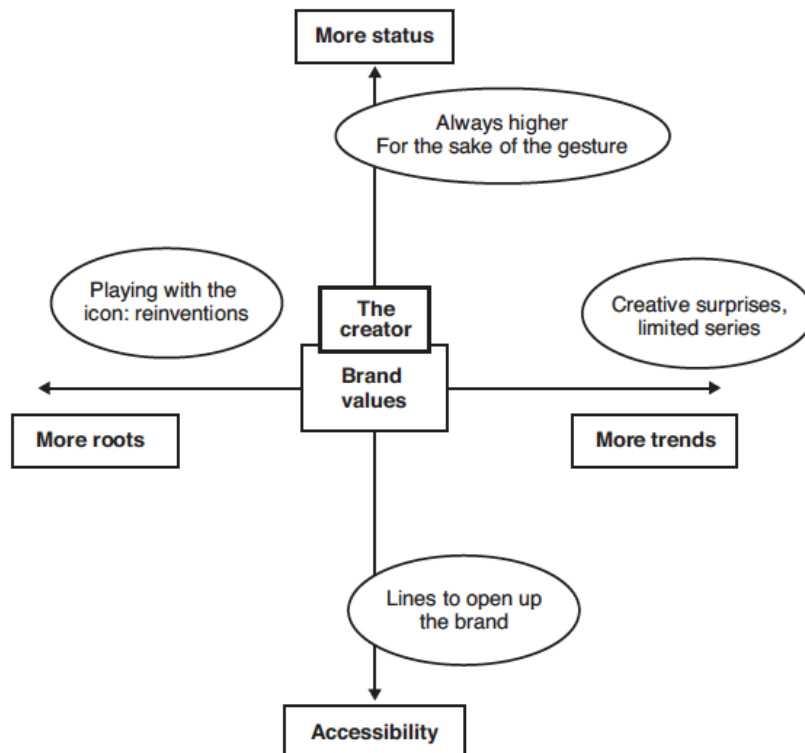 More status
Always higher
For the sake of the gesture
Playing with the
icon: reinventions
The
creator
Creative surprises,
limited series
Brand
values
More roots
More trends
Lines to open up
the brand
Accessibility